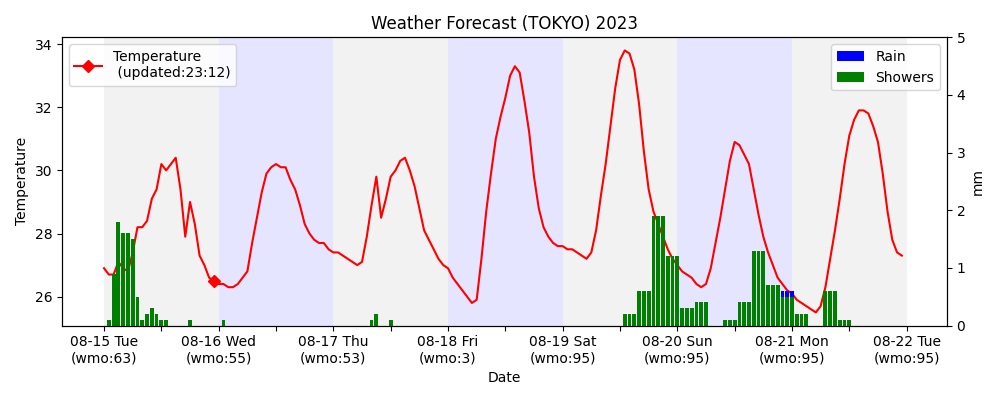 Weather Forecast (TOKYO) 2023
Temperature
(updated:23:12)
Rain
Showers
34
32
30
28
26
Temperature
5
4
3
2
1
0
mm
08-15 Tue
(wmo:63)
08-16 Wed
(wmo:55)
08-17 Thu
(wmo:53)
08-18 Fri
(wmo:3)
08-19 Sat
(wmo:95)
08-20 Sun
(wmo:95)
08-21 Mon
(wmo:95)
08-22 Tue
(wmo:95)
Date